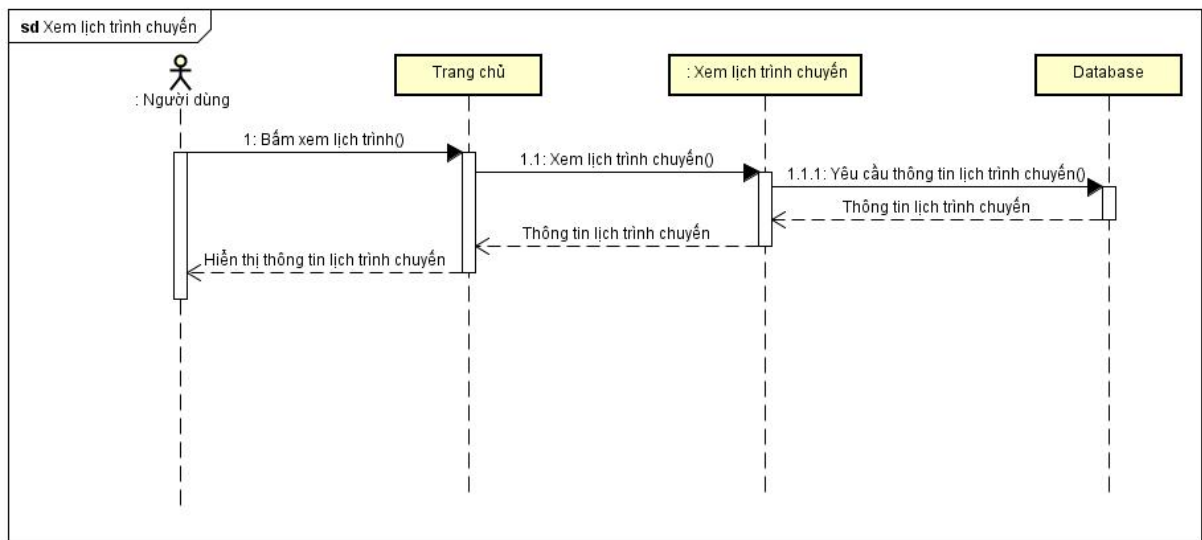 sd Xem lịch trình chuyến
: Người dùng
Trang chủ
: Xem lịch trình chuyến
Database
1: Bấm xem lịch trình()
1.1: Xem lịch trình chuyến()
1.1.1: Yêu cầu thông tin lịch trình chuyến()
Thông tin lịch trình chuyến
Thông tin lịch trình chuyến
Hiển thị thông tin lịch trình chuyến